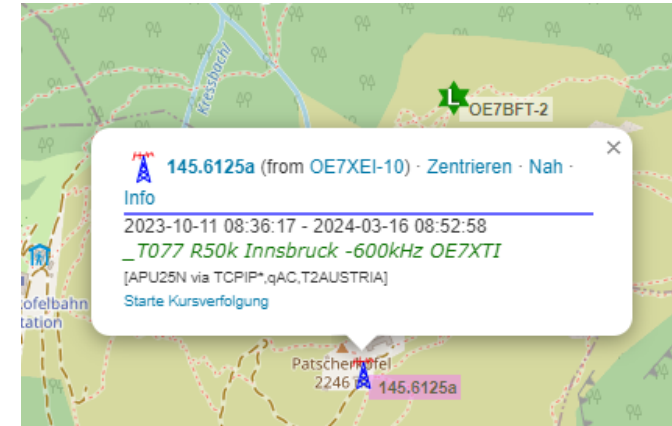 Kressbachl
L OE7BFT-2
145.6125a (from OE7XEI-10) · Zentrieren · Nah ·
Info
2023-10-11 08:36:17 - 2024-03-16 08:52:58
_T077 R50k Innsbruck -600kHz OE7XTI
[APU25N via TCPIP*,qAC,T2AUSTRIA]
Starte Kursverfolgung
ofelbahn
tation
2246
145.6125a